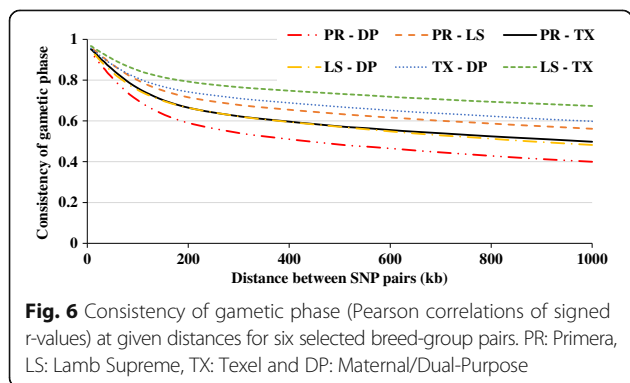 PR - DP PR - LS PR - TX
LS - DP TX - DP LS - TX
Consistency of gametic phase
1
0.8
0.6
0.4
0.2
0
0 200 400 600 800 1000
Distance between SNP pairs (kb)
Fig. 6 Consistency of gametic phase (Pearson correlations of signed
r-values) at given distances for six selected breed-group pairs. PR: Primera,
LS: Lamb Supreme, TX: Texel and DP: Maternal/Dual-Purpose